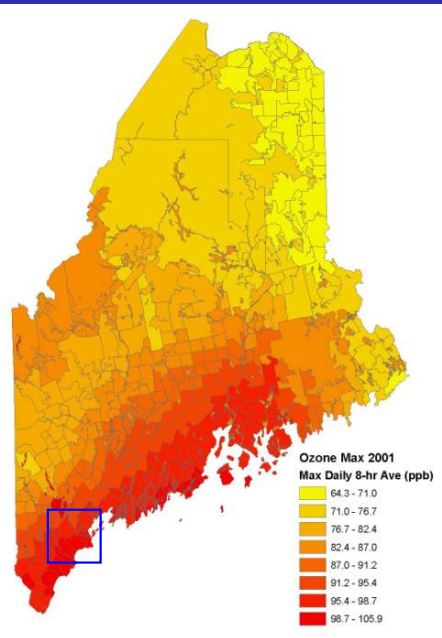 Ozone Max 2001
Max Daily 8-hr Ave (ppb)
64.3 - 71.0
71.0 - 76.7
76.7 - 82.4
82.4 - 87.0
87.0 - 91.2
91.2 - 95.4
95.4 - 98.7
98.7 - 105.9